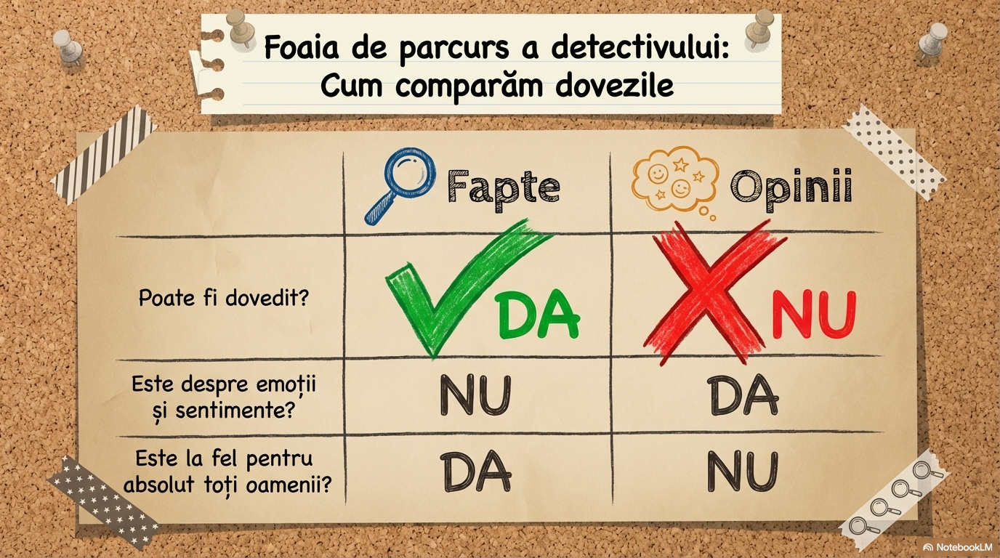 Foaia de parcurs a detectivului:
Cum comparăm dovezile
Fapte
Opinii
Poate fi dovedit?
DA
NU
Este despre emoții
și sentimente?
NU
DA
Este la fel pentru
absolut toți oamenii?
DA
NU
NotebookLM